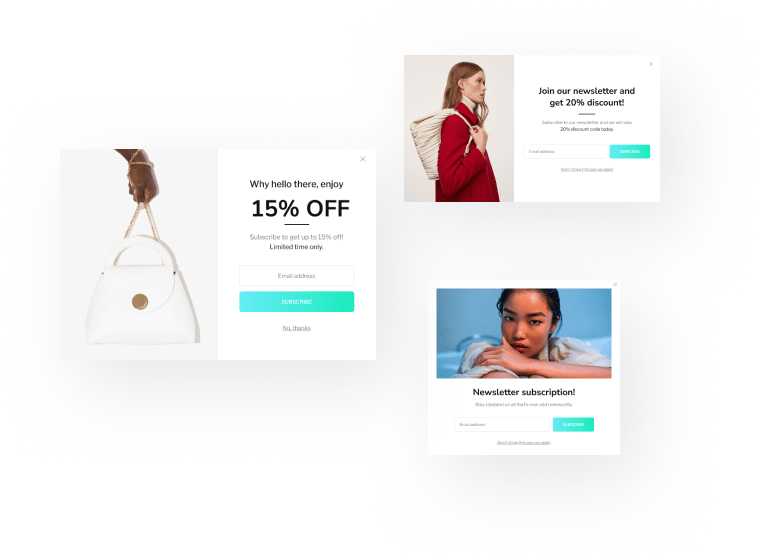 Why hello there, enjoy
15% OFF
Subscribe to get up to 15% off!
Limited time only.
Email address
SUBSCRIBE
No, thanks
Join our newsletter and
get 20% discount!
Subscribe to our newsletter and we will ship
20% discount code today.
Email address
SUBSCRIBE
Don't show this pop up again
Newsletter subscription!
Stay Updated on all that's new add noteworthy.
Email address
SUBSCRIBE
Don't show this pop up again